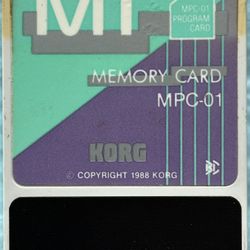 M1
MPC-01
PROGRAM
CARD
MEMORY CARD
MPC-01
KORG
© COPYRIGHT 1988 KORG